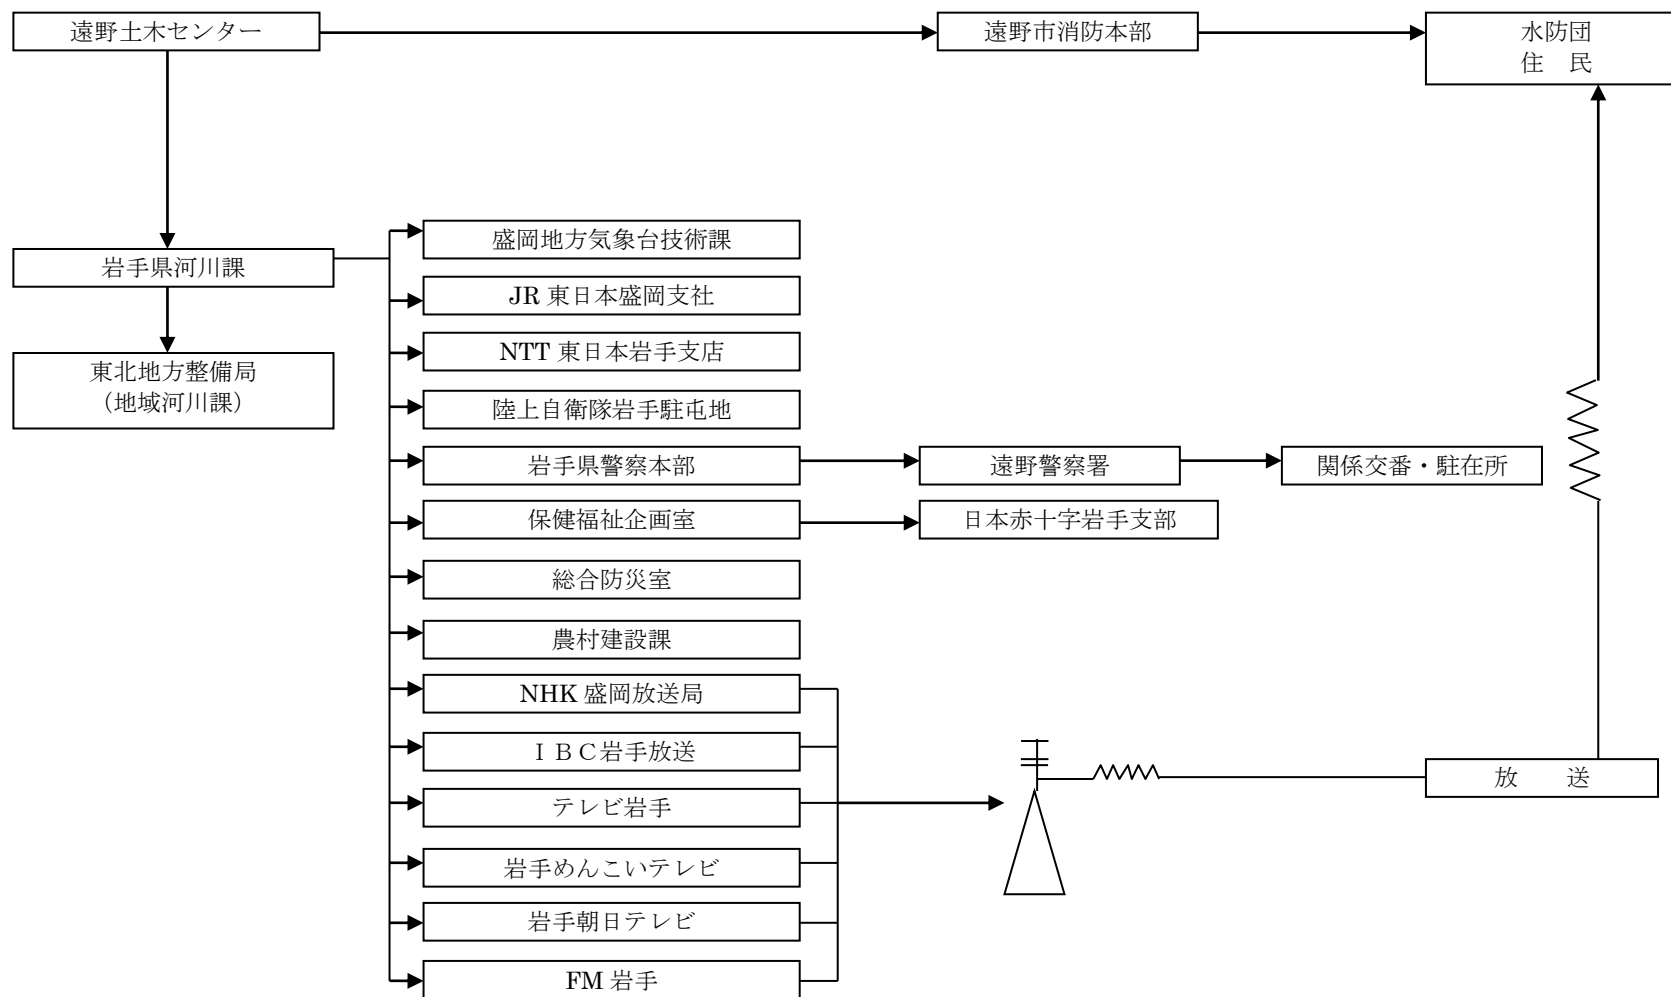 遠野土木センター
遠野市消防本部
水防団
住　民
岩手県河川課
東北地方整備局
（地域河川課）
盛岡地方気象台技術課
JR 東日本盛岡支社
NTT 東日本岩手支店
陸上自衛隊岩手駐屯地
岩手県警察本部
遠野警察署
関係交番・駐在所
保健福祉企画室
日本赤十字岩手支部
総合防災室
農村建設課
NHK 盛岡放送局
ＩＢＣ岩手放送
テレビ岩手
岩手めんこいテレビ
岩手朝日テレビ
FM 岩手
放　　送